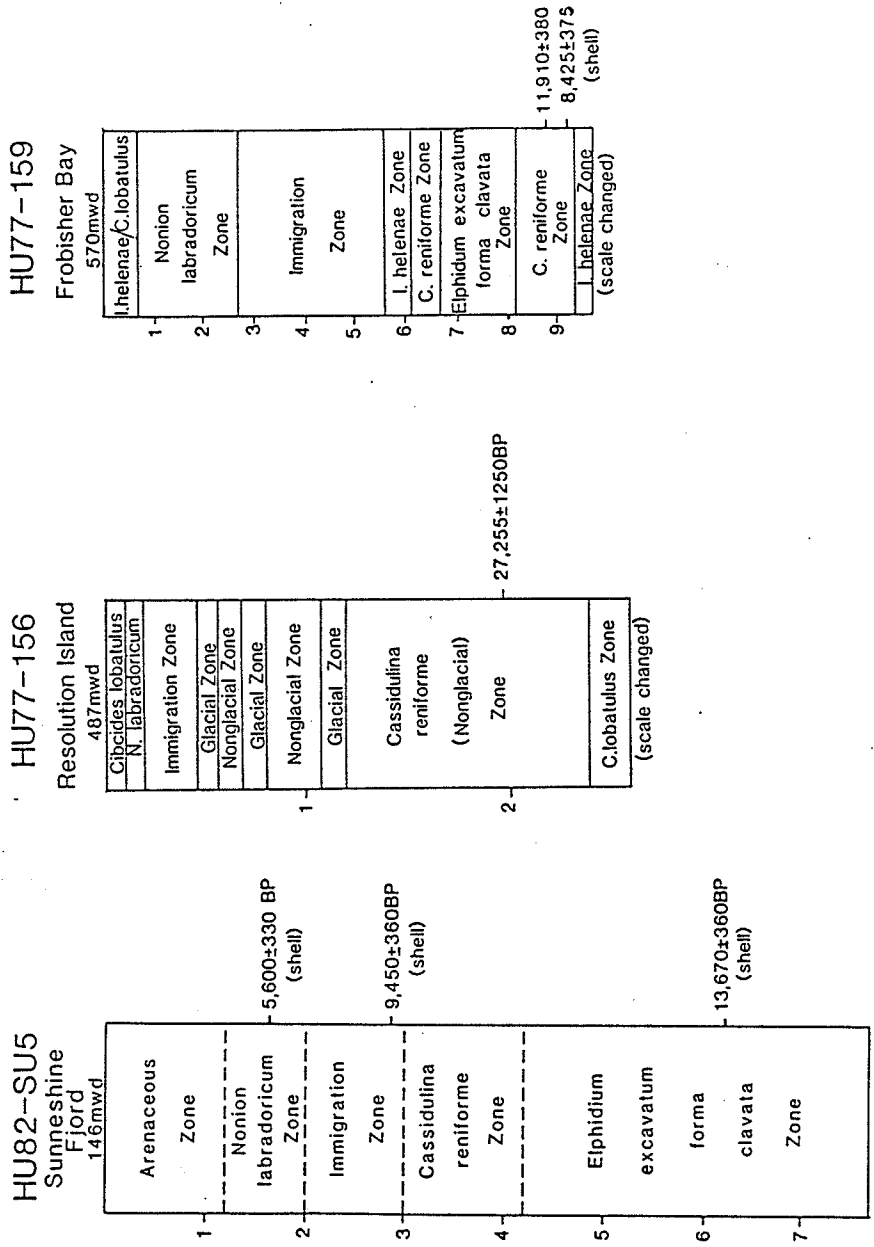 HU82-SU5
Sunneshine
Fjord
146mwd
Arenaceous
Zone
Nonion
labradoricum
Zone
Immigration
Zone
Cassidulina
reniforme
Zone
Elphidium
excavatum
forma
clavata
Zone
1
2
3
4
5
6
7
5,600±330 BP
(shell)
9,450±360BP
(shell)
13,670±360BP
(shell)
HU77-156
Resolution Island
487mwd
Cibcides lobatulus
N. labradoricum
Immigration Zone
Glacial Zone
Nonglacial Zone
Glacial Zone
Nonglacial Zone
Glacial Zone
Cassidulina
reniforme
(Nonglacial)
Zone
C.lobatulus Zone
(scale changed)
1
2
27,255±1250BP
HU77-159
Frobisher Bay
570mwd
I.helenae/C.lobatulus
Nonion
labradoricum
Zone
Immigration
Zone
I. helenae Zone
C. reniforme Zone
Elphidum excavatum
forma clavata
Zone
C. reniforme
Zone
I. helenae Zone
(scale changed)
1
2
3
4
5
6
7
8
9
11,910±380
8,425±375
(shell)